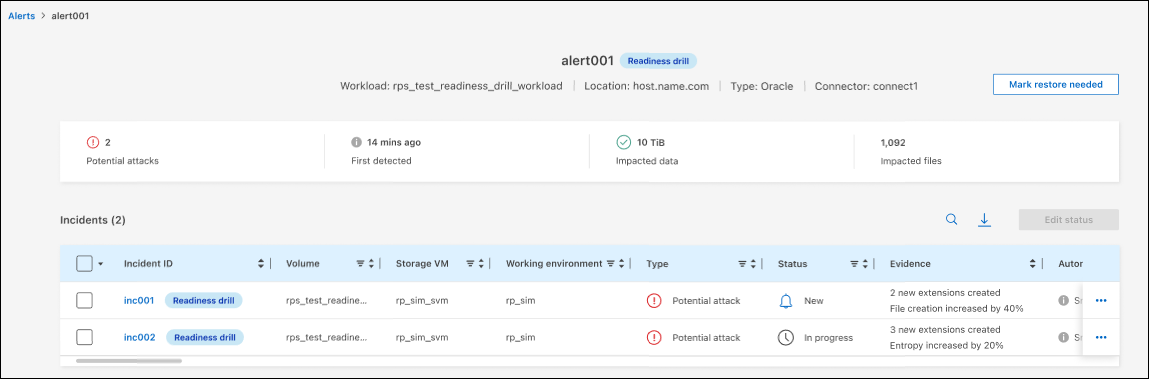 Alerts > alert001
alert001 Readiness drill
Workload: rps_test_readiness_drill_workload | Location: host.name.com | Type: Oracle | Connector: connect1
Mark restore needed
2 14 mins ago 10 TiB 1,092
Potential attacks First detected Impacted data Impacted files
Incidents (2)
Edit status
Incident ID Volume Storage VM Working environment Type Status Evidence Autor
inc001 Readiness drill rps_test_readine... rp_sim_svm rp_sim Potential attack New 2 new extensions created
File creation increased by 40%
inc002 Readiness drill rps_test_readine... rp_sim_svm rp_sim Potential attack In progress 3 new extensions created
Entropy increased by 20%